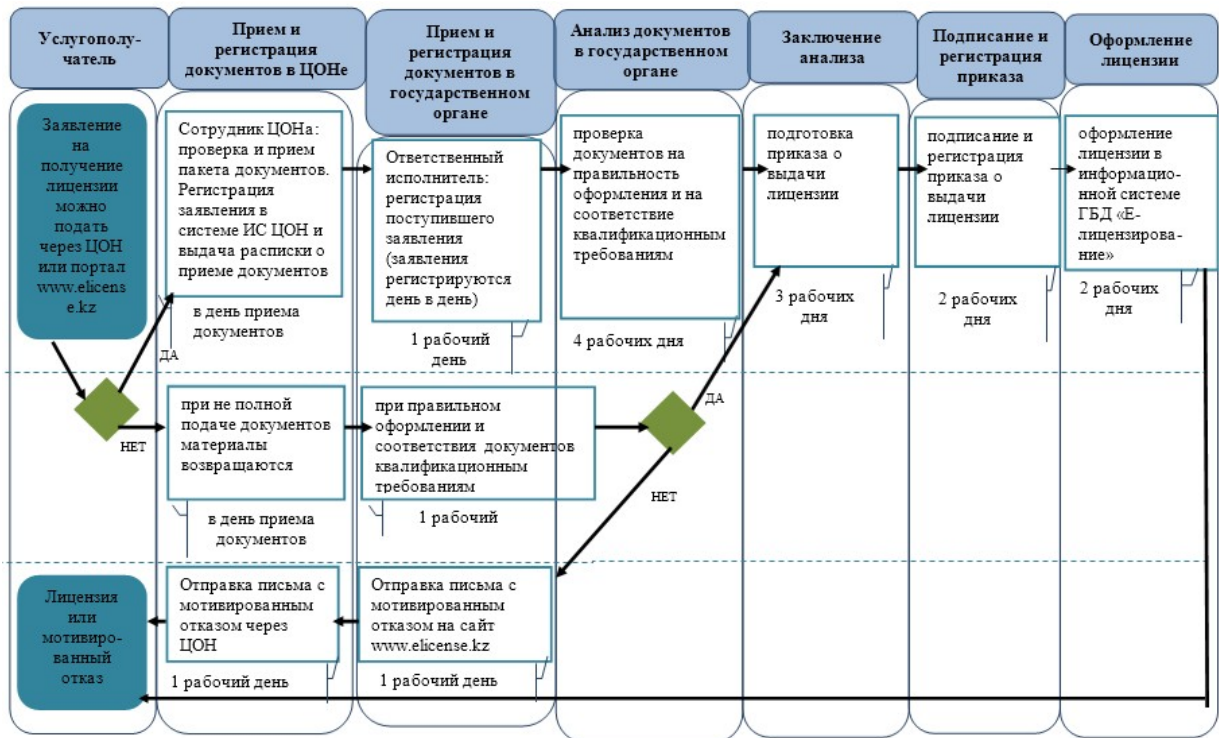 Услугополу-
чатель
Прием и
регистрация
документов в ЦОНе
Прием и
регистрация
документов в
государственном
органе
Анализ документов
в государственном
органе
Заключение
анализа
Подписание и
регистрация
приказа
Оформление
лицензии
Заявление
на
получение
лицензии
можно
подать
через ЦОН
или портал
www.elicens
e.kz
Сотрудник ЦОНа:
проверка и прием
пакета документов.
Регистрация
заявления в
системе ИС ЦОН и
выдача расписки о
приеме документов
Ответственный
исполнитель:
регистрация
поступившего
заявления
(заявления
регистрируются
день в день)
проверка
документов на
правильность
оформления и на
соответствие
квалификационным
требованиям
подготовка
приказа о
выдачи
лицензии
подписание и
регистрация
приказа о
выдачи
лицензии
оформление
лицензии в
информацио-
нной системе
ГБД «Е-
лицензирова-
ние»
в день приема
документов
1 рабочий
день
4 рабочих дня
3 рабочих
дня
2 рабочих
дня
2 рабочих
дня
ДА
НЕТ
при не полной
подаче документов
материалы
возвращаются
при правильном
оформлении и
соответствия документов
квалификационным
требованиям
ДА
НЕТ
в день приема
документов
1 рабочий
Лицензия
или
мотивиро-
ванный
отказ
Отправка письма с
мотивированным
отказом через
ЦОН
Отправка письма с
мотивированным
отказом на сайт
www.elicense.kz
1 рабочий день
1 рабочий день